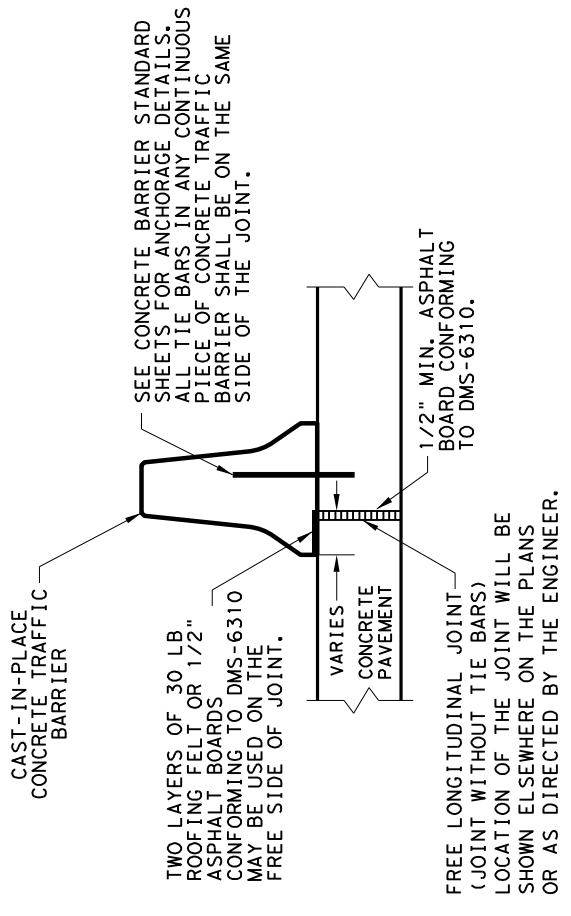 CAST-IN-PLACE
CONCRETE TRAFFIC
BARRIER
SEE CONCRETE BARRIER STANDARD
SHEETS FOR ANCHORAGE DETAILS.
ALL TIE BARS IN ANY CONTINUOUS
PIECE OF CONCRETE TRAFFIC
BARRIER SHALL BE ON THE SAME
SIDE OF THE JOINT.
TWO LAYERS OF 30 LB
ROOFING FELT OR 1/2"
ASPHALT BOARDS
CONFORMING TO DMS-6310
MAY BE USED ON THE
FREE SIDE OF JOINT.
VARIES
CONCRETE
PAVEMENT
1/2" MIN. ASPHALT
BOARD CONFORMING
TO DMS-6310.
FREE LONGITUDINAL JOINT
(JOINT WITHOUT TIE BARS)
LOCATION OF THE JOINT WILL BE
SHOWN ELSEWHERE ON THE PLANS
OR AS DIRECTED BY THE ENGINEER.